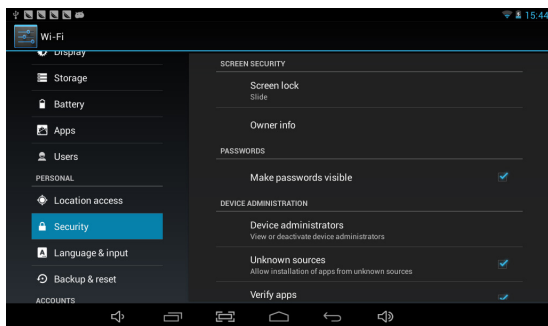 15:44
Wi-Fi
Display
Storage
Battery
Apps
Users
PERSONAL
Location access
Security
Language & input
Backup & reset
ACCOUNTS
SCREEN SECURITY
Screen lock
Slide
Owner info
PASSWORDS
Make passwords visible
DEVICE ADMINISTRATION
Device administrators
View or deactivate device administrators
Unknown sources
Allow installation of apps from unknown sources
Verify apps